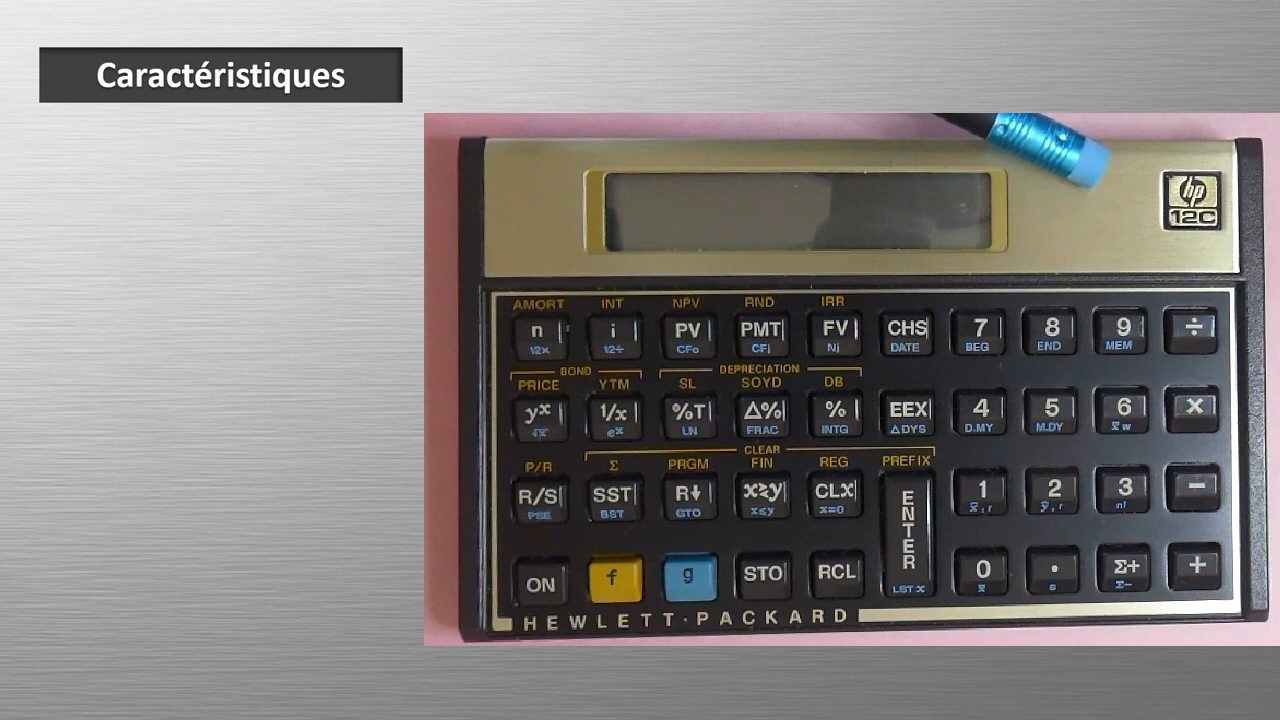 Caractéristiques
hp
12C
AMORT INT NPV RND IRR
n i PV PMT FV CHS 7 8 9 ÷
12× 12÷ CFo CFj Nj DATE BEG END MEM
BOND DEPRECIATION
PRICE YTM SL SOYD DB
yˣ 1/x %T Δ% % EEX 4 5 6 ×
√x eˣ LN FRAC INTG ΔDYS D.MY M.DY x̅w
CLEAR
P/R Σ PRGM FIN REG PREFIX
R/S SST R↓ x≷y CLx ENTER 1 2 3 −
PSE BST GTO x≤y x=0 x̂,r ŷ,r n!
ON f g STO RCL 0 . Σ+ +
LST x x̅ s Σ−
HEWLETT·PACKARD